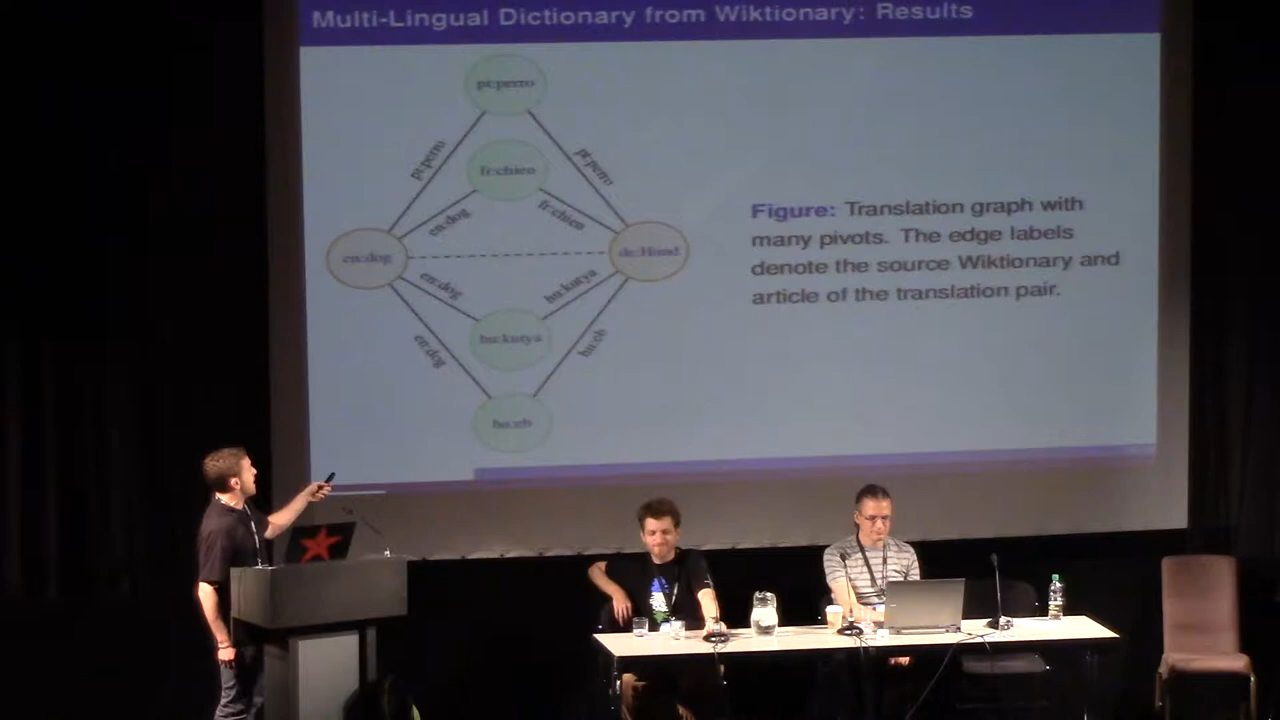 Multi-Lingual Dictionary from Wiktionary: Results
pt:perro
pt:perro
pt:perro
fr:chien
en:dog
fr:chien
en:dog
de:Hund
en:dog
hu:kutya
hu:kutya
en:dog
hu:eb
hu:eb
Figure: Translation graph with
many pivots. The edge labels
denote the source Wiktionary and
article of the translation pair.